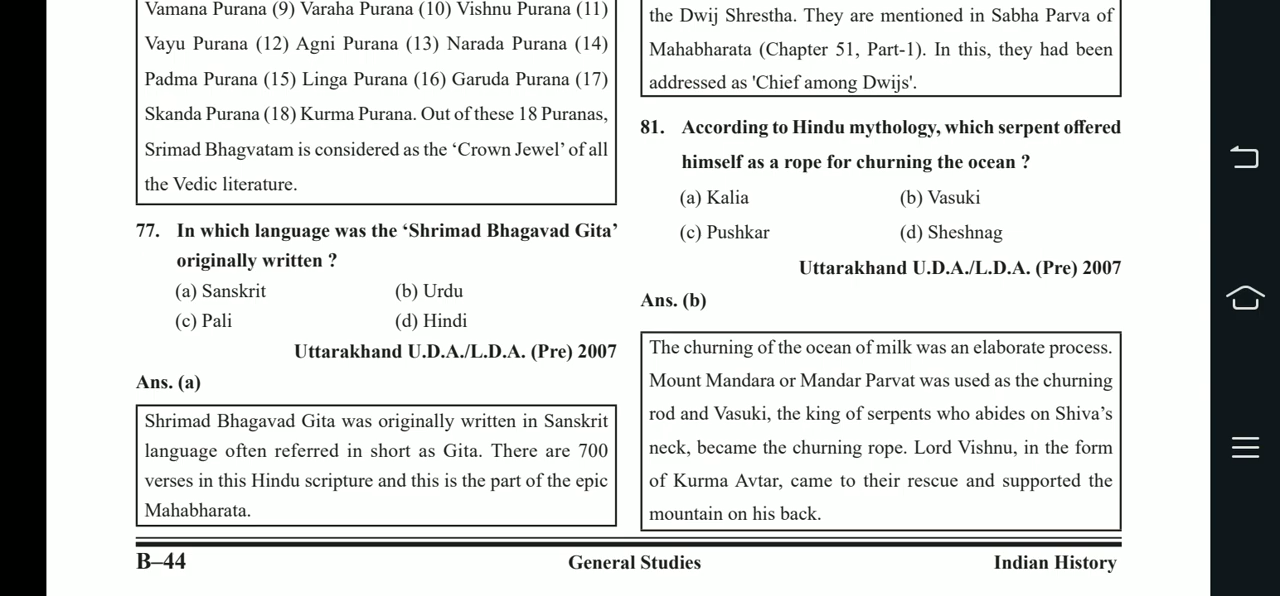 Vamana Purana (9) Varaha Purana (10) Vishnu Purana (11)
Vayu Purana (12) Agni Purana (13) Narada Purana (14)
Padma Purana (15) Linga Purana (16) Garuda Purana (17)
Skanda Purana (18) Kurma Purana. Out of these 18 Puranas,
Srimad Bhagvatam is considered as the ‘Crown Jewel’ of all
the Vedic literature.
77. In which language was the ‘Shrimad Bhagavad Gita’
originally written ?
(a) Sanskrit (b) Urdu
(c) Pali (d) Hindi
Uttarakhand U.D.A./L.D.A. (Pre) 2007
Ans. (a)
Shrimad Bhagavad Gita was originally written in Sanskrit
language often referred in short as Gita. There are 700
verses in this Hindu scripture and this is the part of the epic
Mahabharata.
the Dwij Shrestha. They are mentioned in Sabha Parva of
Mahabharata (Chapter 51, Part-1). In this, they had been
addressed as 'Chief among Dwijs'.
81. According to Hindu mythology, which serpent offered
himself as a rope for churning the ocean ?
(a) Kalia (b) Vasuki
(c) Pushkar (d) Sheshnag
Uttarakhand U.D.A./L.D.A. (Pre) 2007
Ans. (b)
The churning of the ocean of milk was an elaborate process.
Mount Mandara or Mandar Parvat was used as the churning
rod and Vasuki, the king of serpents who abides on Shiva’s
neck, became the churning rope. Lord Vishnu, in the form
of Kurma Avtar, came to their rescue and supported the
mountain on his back.
B–44 General Studies Indian History